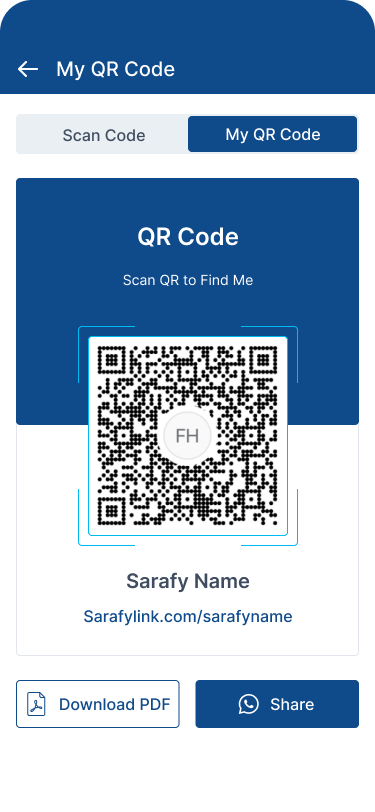 My QR Code
Scan Code
My QR Code
QR Code
Scan QR to Find Me
FH
Sarafy Name
Sarafylink.com/sarafyname
Download PDF
Share